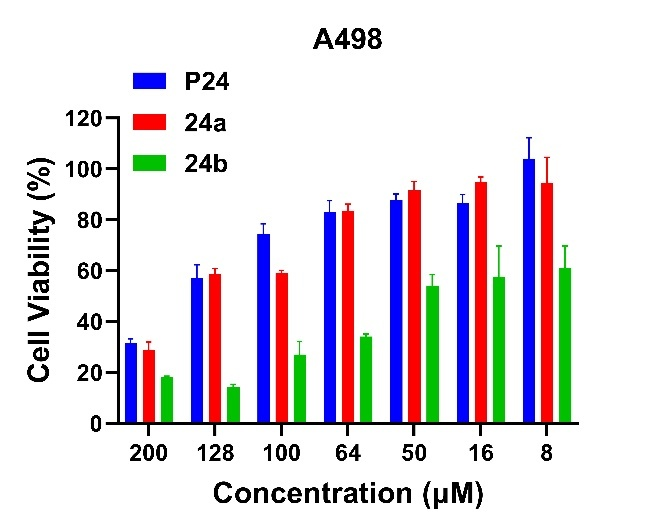 A498
P24
24a
24b
120
100
80
60
40
20
0
Cell Viability (%)
200 128 100 64 50 16 8
Concentration (μM)